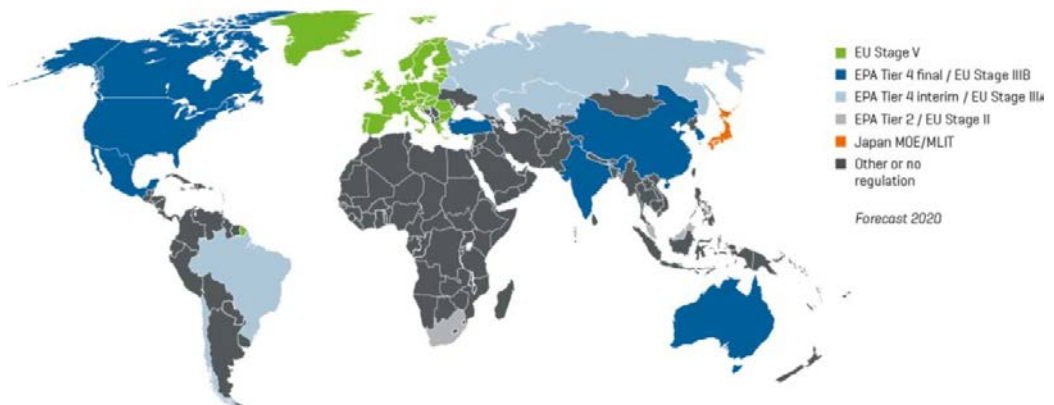 EU Stage V
EPA Tier 4 final / EU Stage IIIB
EPA Tier 4 interim / EU Stage IIIA
EPA Tier 2 / EU Stage II
Japan MOE/MLIT
Other or no
regulation
Forecast 2020